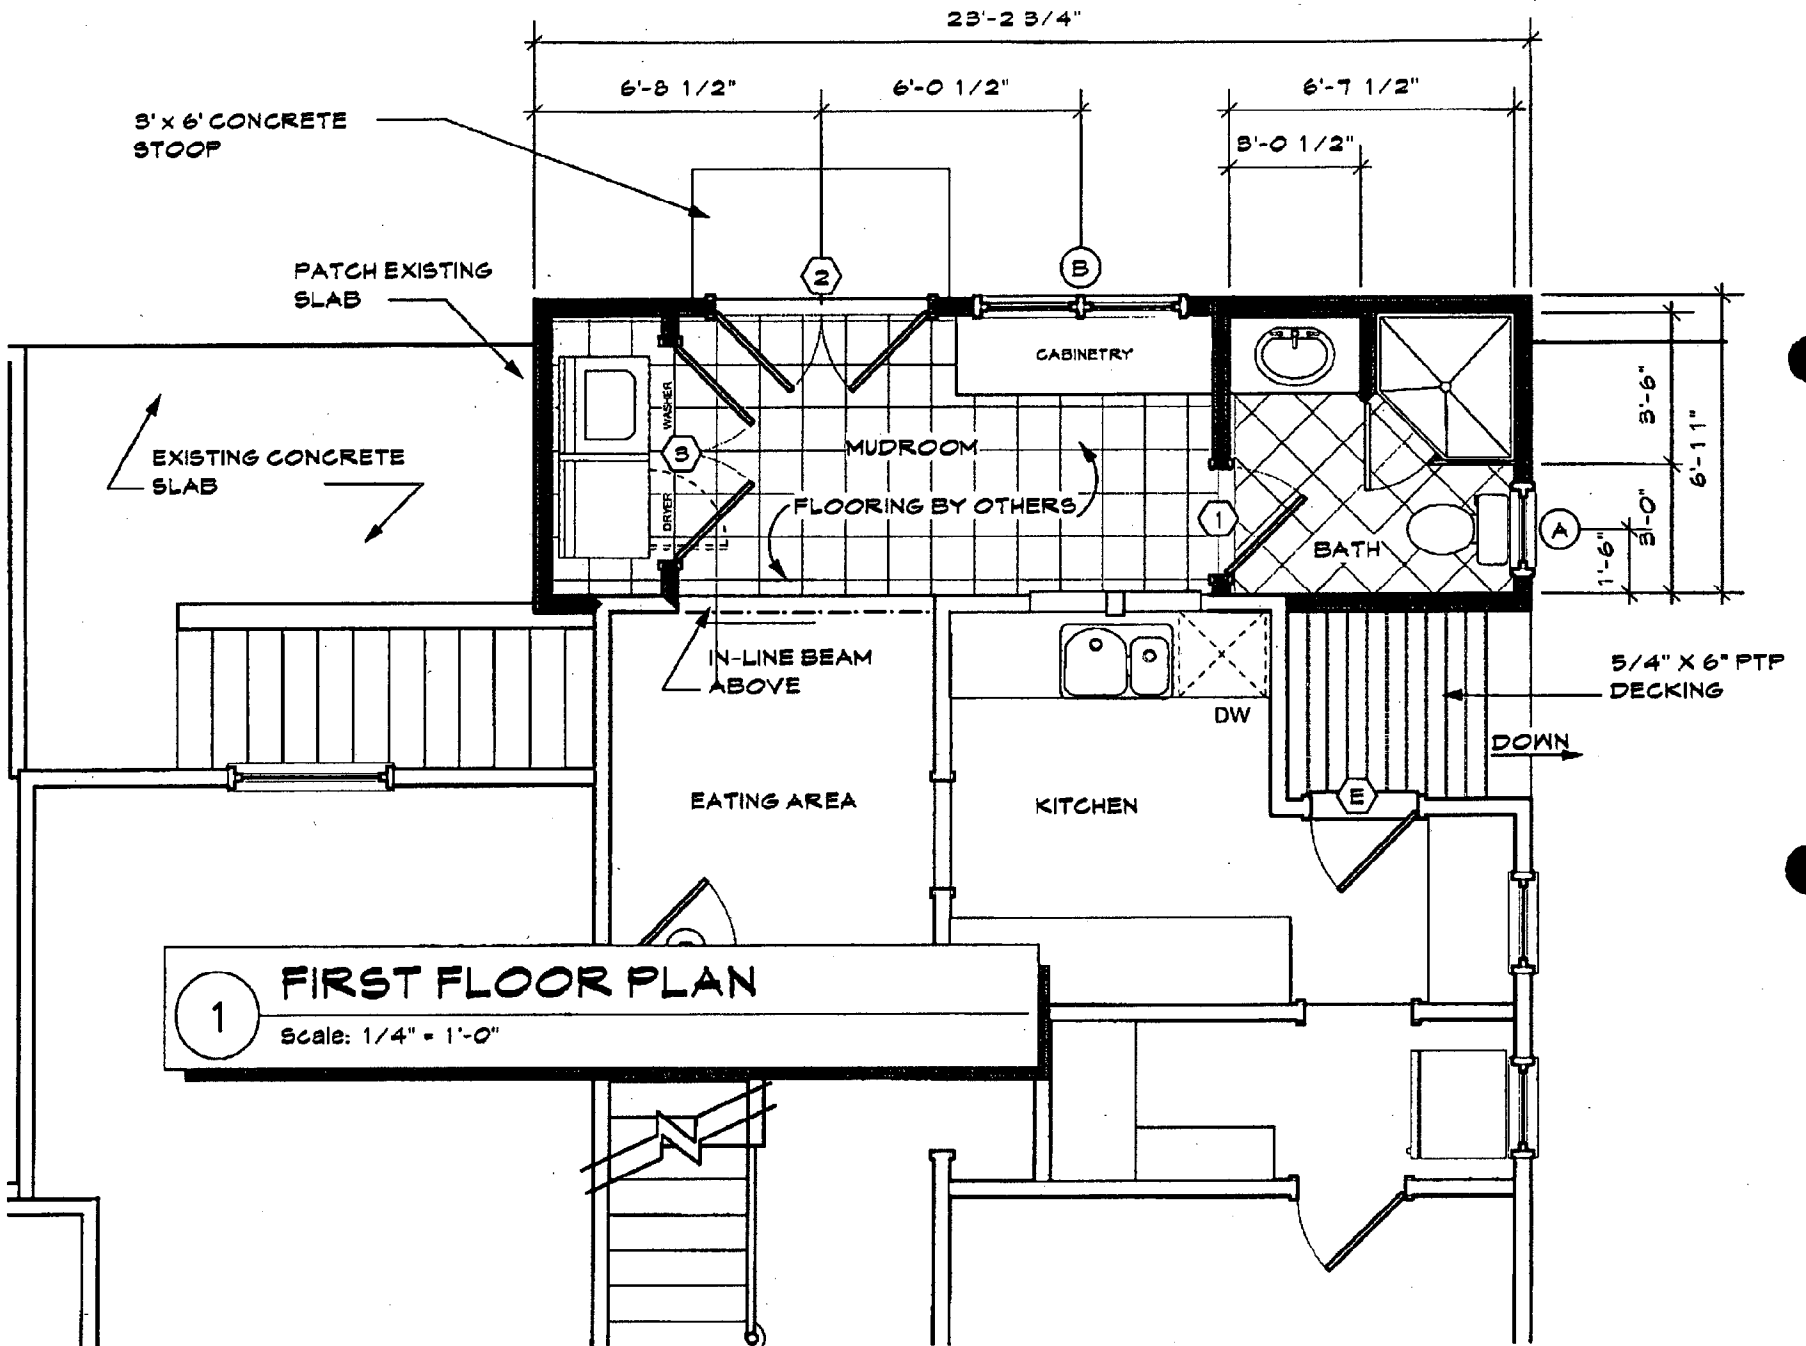 23'-2 3/4"
6'-8 1/2"
6'-0 1/2"
6'-7 1/2"
3'-0 1/2"
3' x 6' CONCRETE
STOOP
PATCH EXISTING
SLAB
2
B
CABINETRY
WASHER
3
DRYER
MUDROOM
FLOORING BY OTHERS
1
BATH
A
3'-6"
6'-11"
3'-0"
1'-6"
EXISTING CONCRETE
SLAB
IN-LINE BEAM
ABOVE
DW
5/4" X 6" PTP
DECKING
DOWN
E
EATING AREA
KITCHEN
1
FIRST FLOOR PLAN
Scale: 1/4" = 1'-0"